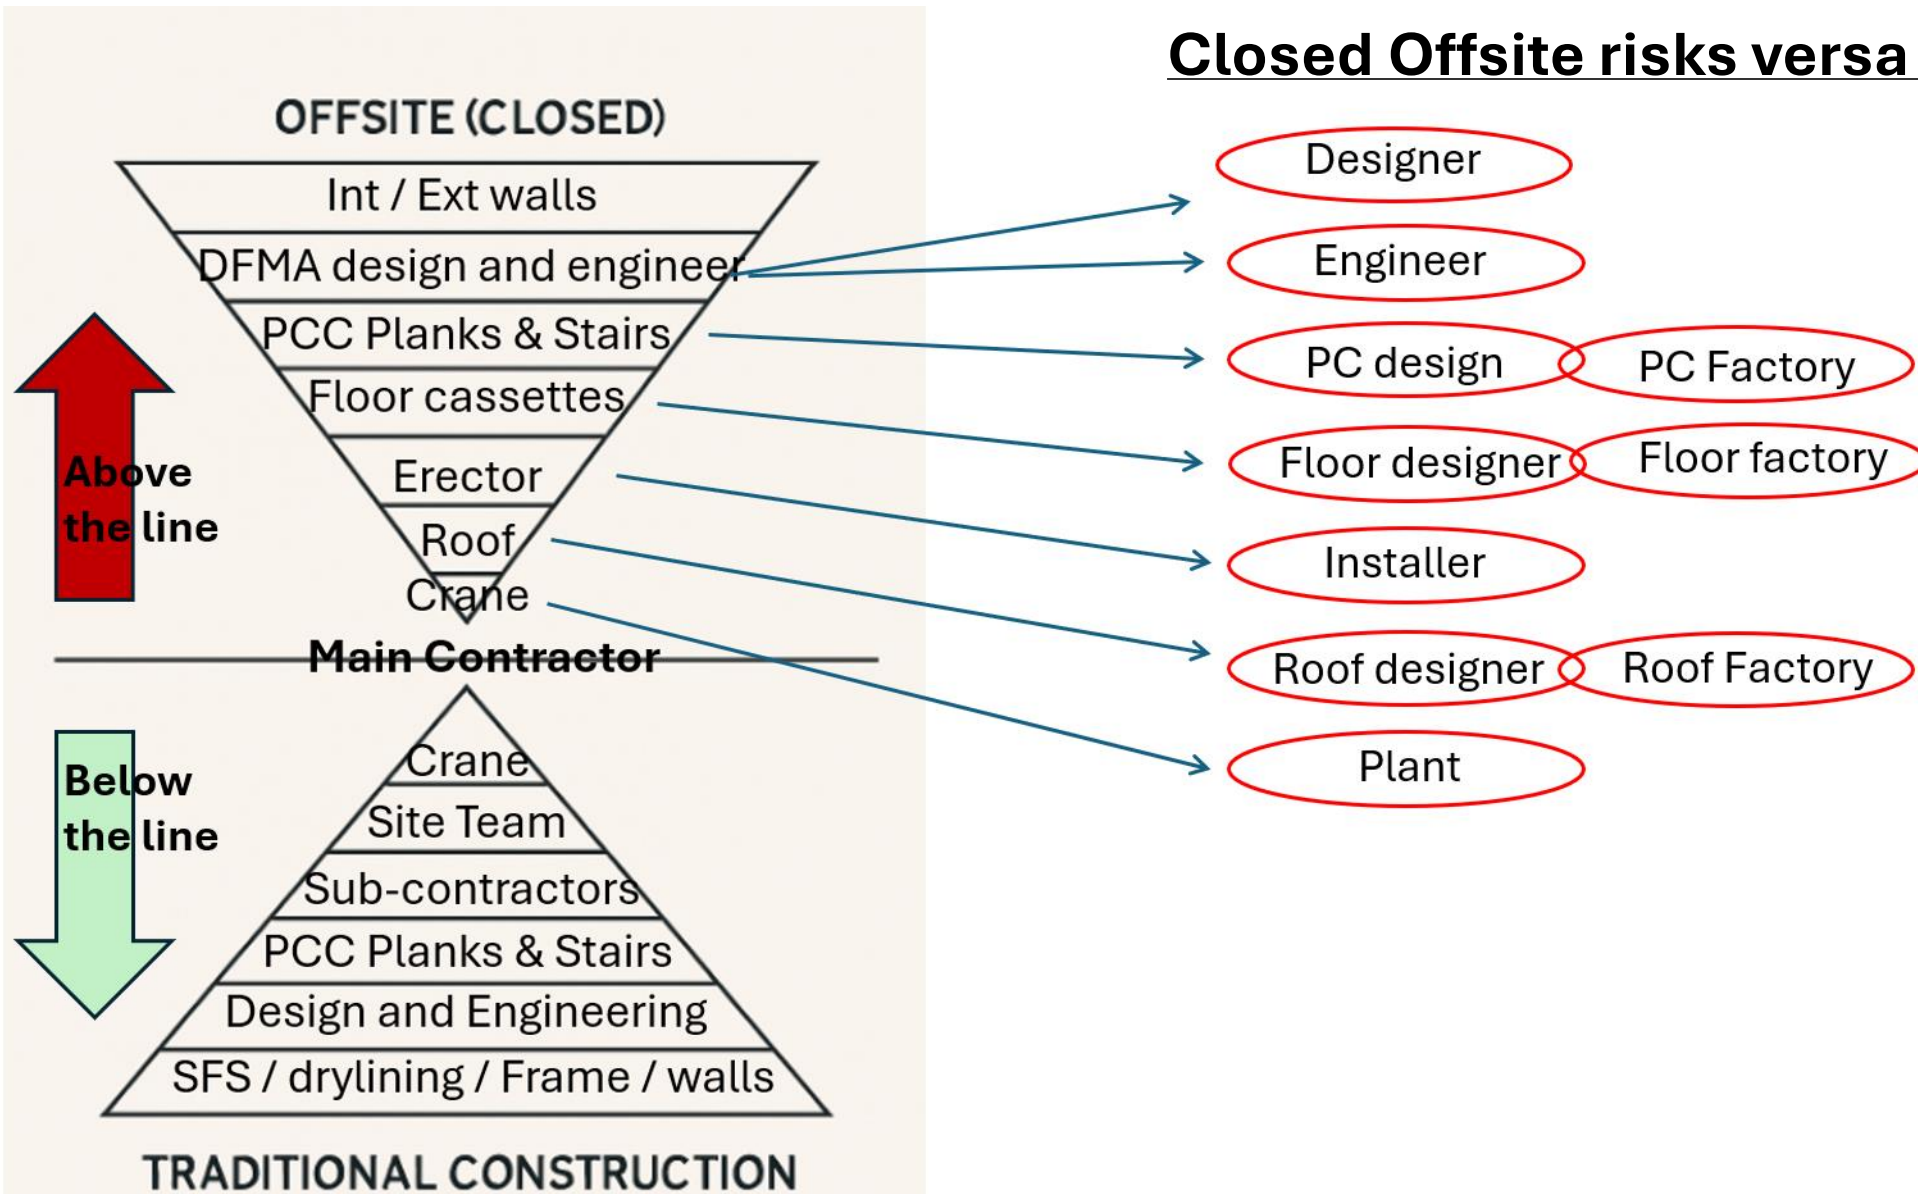 Closed Offsite risks versa
OFFSITE (CLOSED)
Int / Ext walls
DFMA design and engineer
PCC Planks & Stairs
Floor cassettes
Erector
Roof
Crane
Above
the line
Main Contractor
Below
the line
Crane
Site Team
Sub-contractors
PCC Planks & Stairs
Design and Engineering
SFS / drylining / Frame / walls
TRADITIONAL CONSTRUCTION
Designer
Engineer
PC design
PC Factory
Floor designer
Floor factory
Installer
Roof designer
Roof Factory
Plant